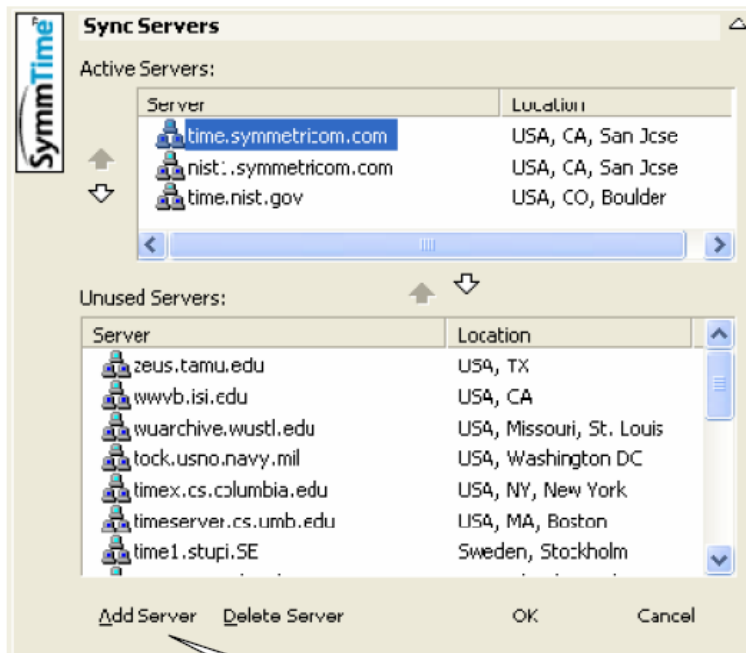 SymmTime
Sync Servers
Active Servers:
Server Location
time.symmetricom.com USA, CA, San Jose
nist1.symmetricom.com USA, CA, San Jose
time.nist.gov USA, CO, Boulder
Unused Servers:
Server Location
zeus.tamu.edu USA, TX
wwvb.isi.edu USA, CA
wuarchive.wustl.edu USA, Missouri, St. Louis
tock.usno.navy.mil USA, Washington DC
timex.cs.columbia.edu USA, NY, New York
timeserver.cs.umb.edu USA, MA, Boston
time1.stupi.SE Sweden, Stockholm
Add Server Delete Server OK Cancel